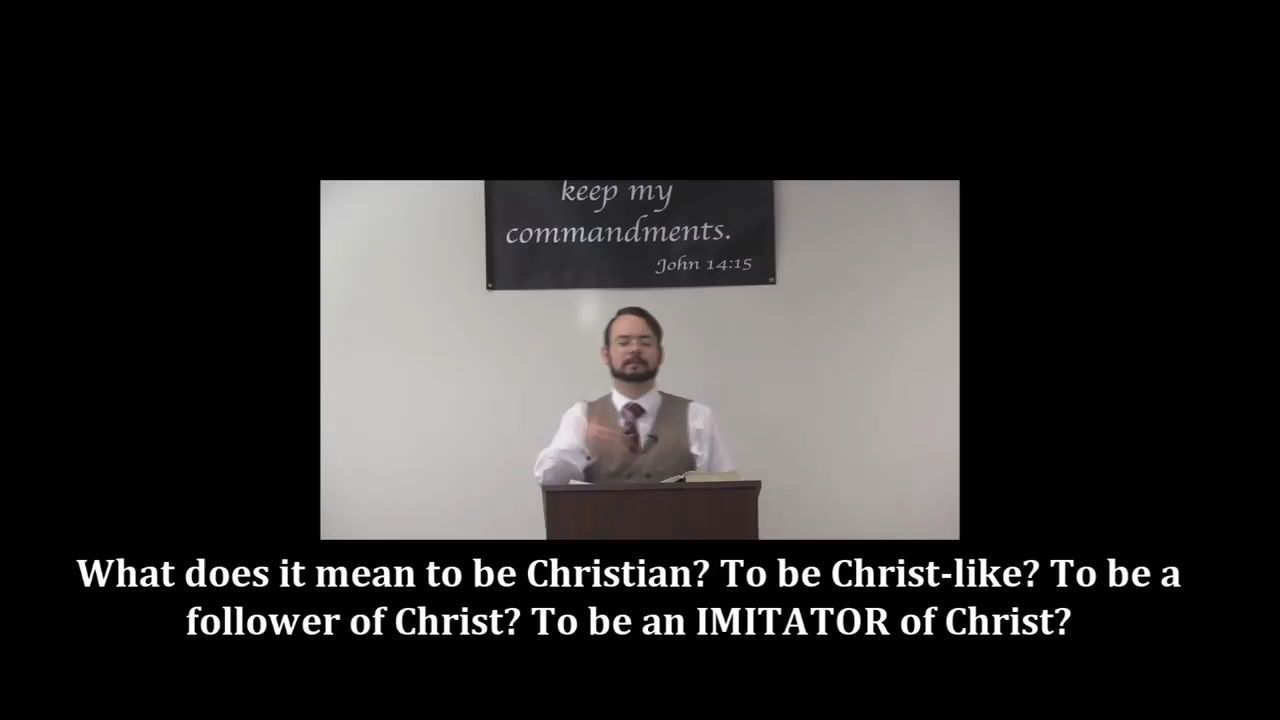 keep my
commandments.
John 14:15
What does it mean to be Christian? To be Christ-like? To be a
follower of Christ? To be an IMITATOR of Christ?